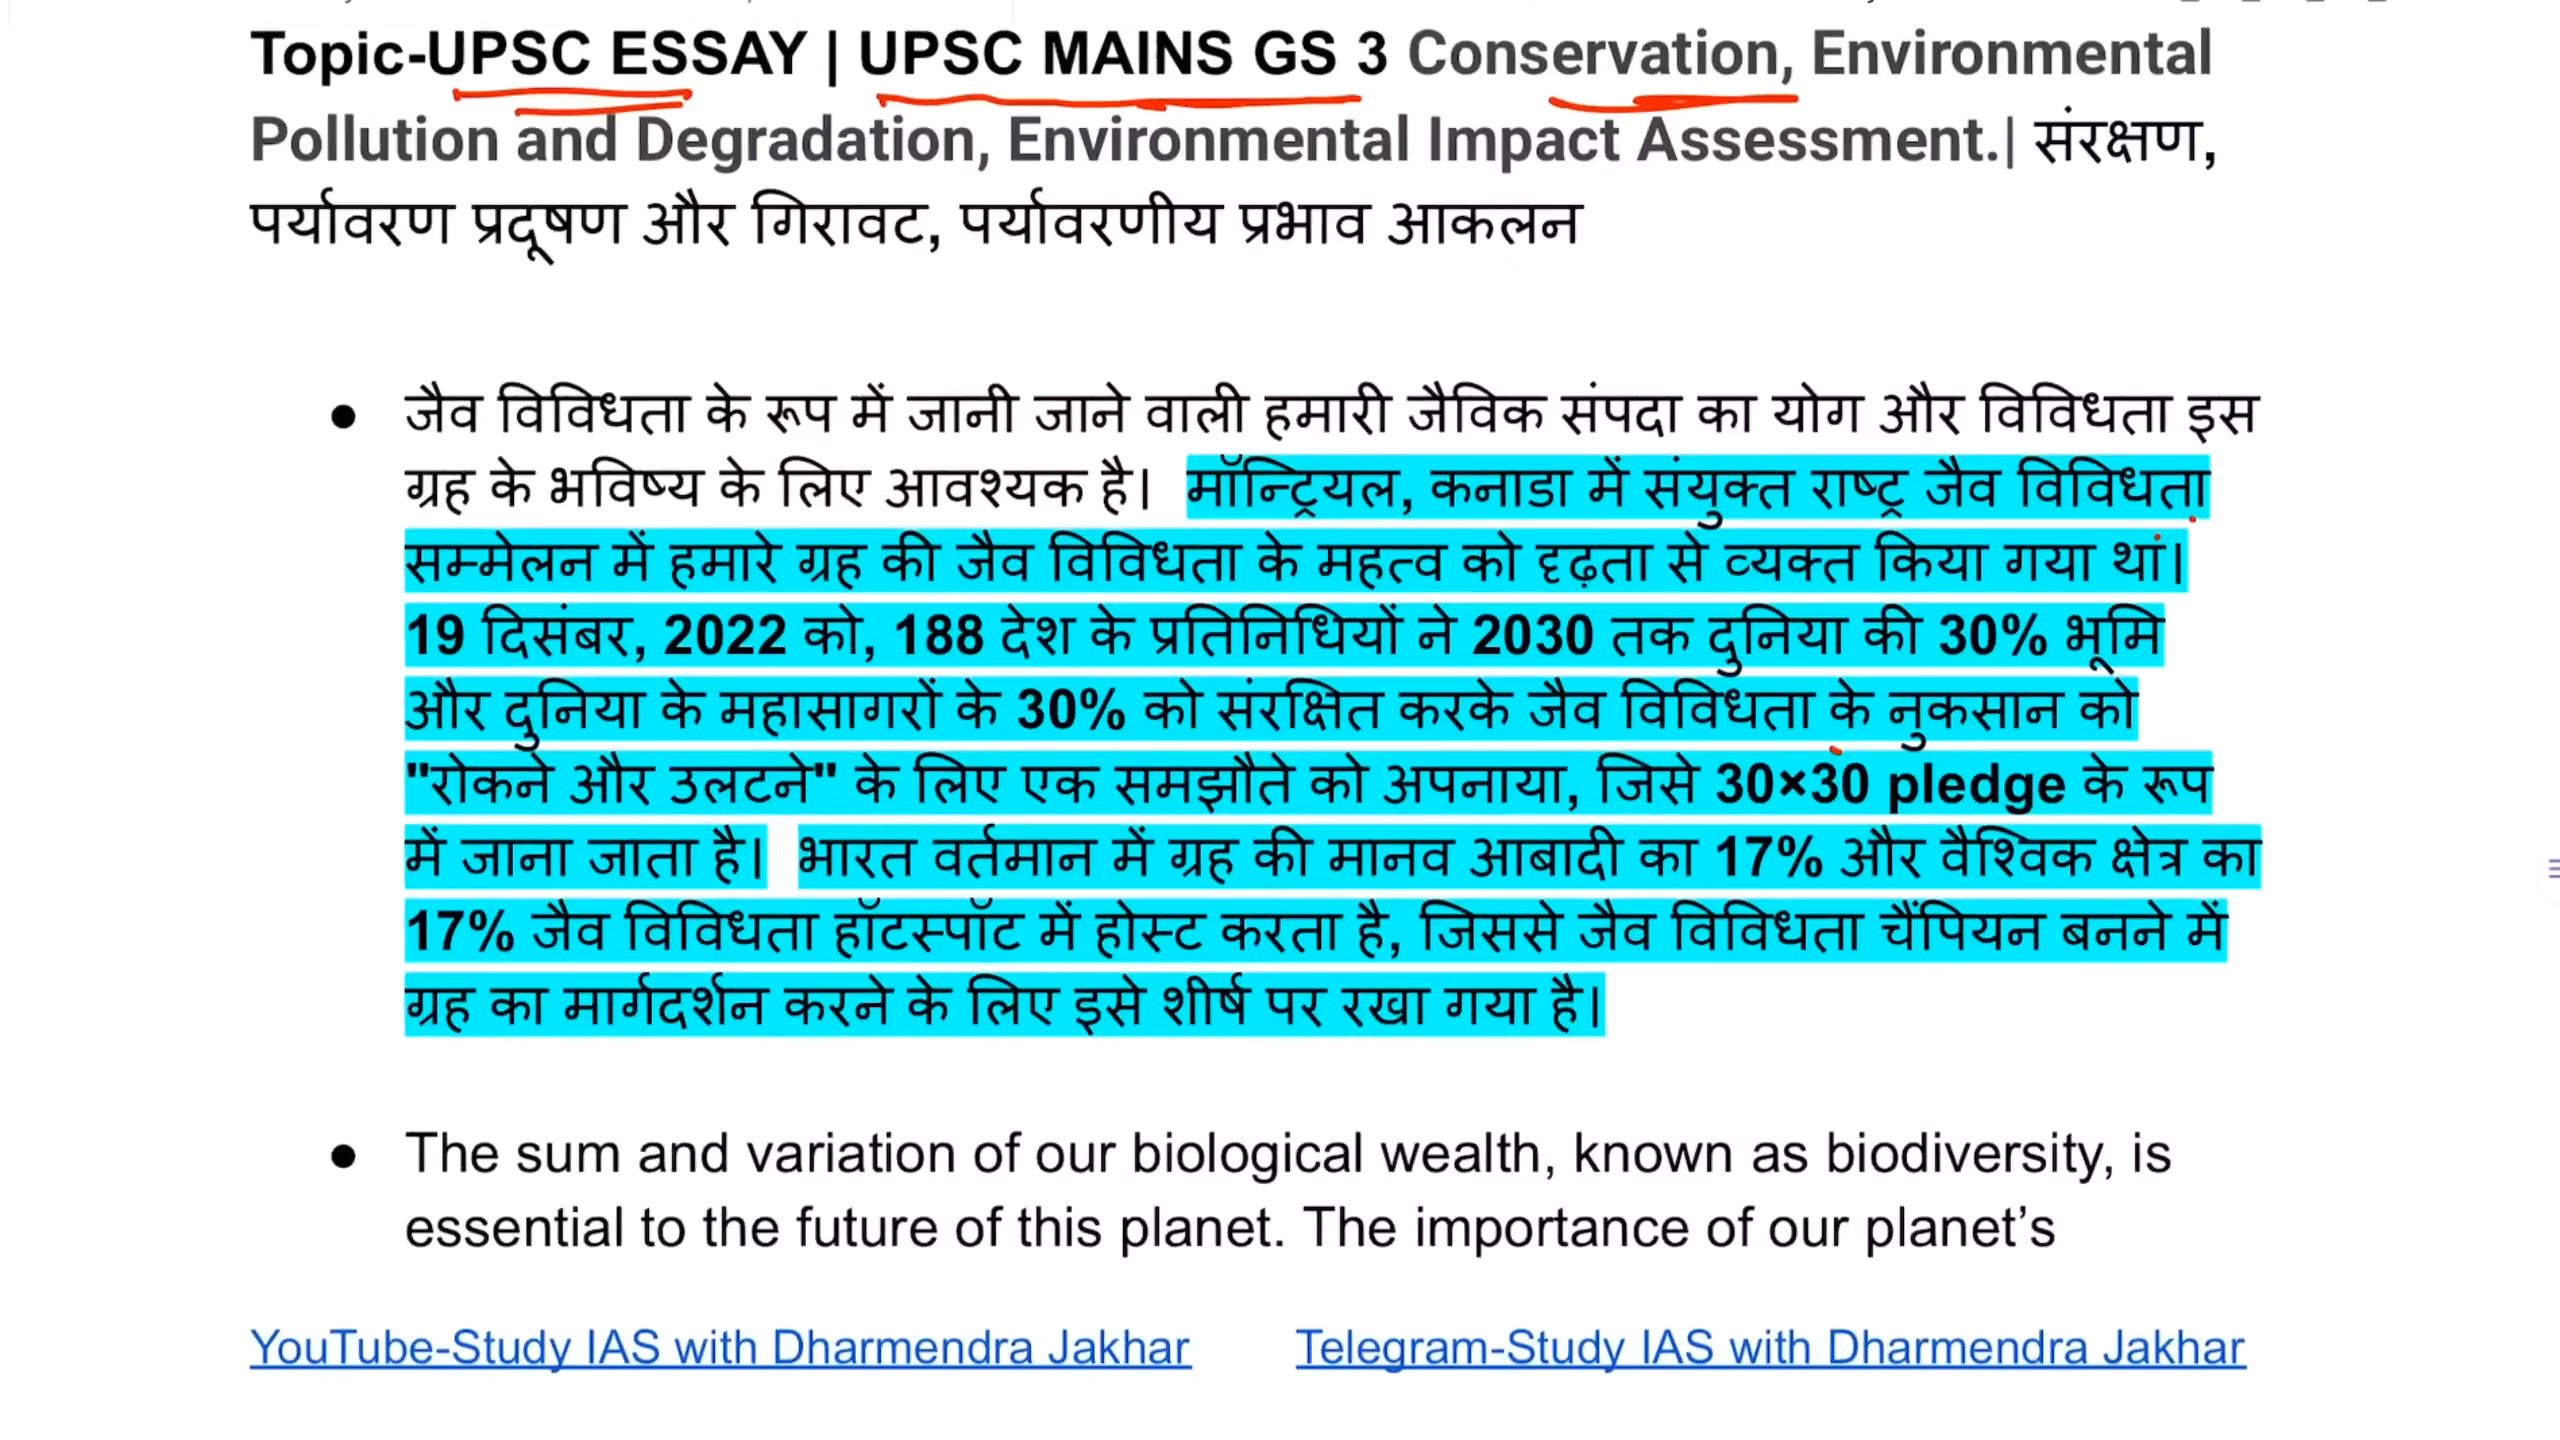 Topic-UPSC ESSAY | UPSC MAINS GS 3 Conservation, Environmental
Pollution and Degradation, Environmental Impact Assessment.| संरक्षण,
पर्यावरण प्रदूषण और गिरावट, पर्यावरणीय प्रभाव आकलन
● जैव विविधता के रूप में जानी जाने वाली हमारी जैविक संपदा का योग और विविधता इस
ग्रह के भविष्य के लिए आवश्यक है। मॉन्ट्रियल, कनाडा में संयुक्त राष्ट्र जैव विविधता
सम्मेलन में हमारे ग्रह की जैव विविधता के महत्व को दृढ़ता से व्यक्त किया गया था।
19 दिसंबर, 2022 को, 188 देश के प्रतिनिधियों ने 2030 तक दुनिया की 30% भूमि
और दुनिया के महासागरों के 30% को संरक्षित करके जैव विविधता के नुकसान को
"रोकने और उलटने" के लिए एक समझौते को अपनाया, जिसे 30×30 pledge के रूप
में जाना जाता है। भारत वर्तमान में ग्रह की मानव आबादी का 17% और वैश्विक क्षेत्र का
17% जैव विविधता हॉटस्पॉट में होस्ट करता है, जिससे जैव विविधता चैंपियन बनने में
ग्रह का मार्गदर्शन करने के लिए इसे शीर्ष पर रखा गया है।
● The sum and variation of our biological wealth, known as biodiversity, is
essential to the future of this planet. The importance of our planet’s
YouTube-Study IAS with Dharmendra Jakhar Telegram-Study IAS with Dharmendra Jakhar